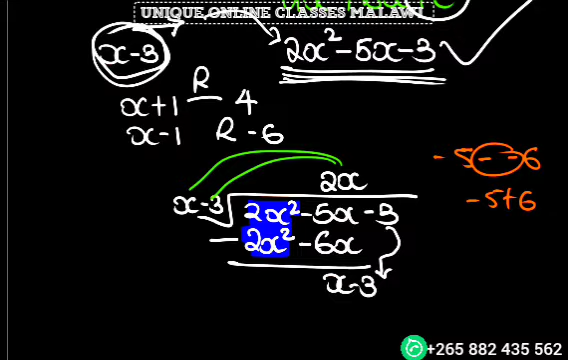 UNIQUE ONLINE CLASSES MALAWI
x-3
2x²-5x-3
x+1 R 4
x-1 R -6
-5--6
-5+6
2x
x-3 2x²-5x-3
- 2x²-6x
x-3
+265 882 435 562